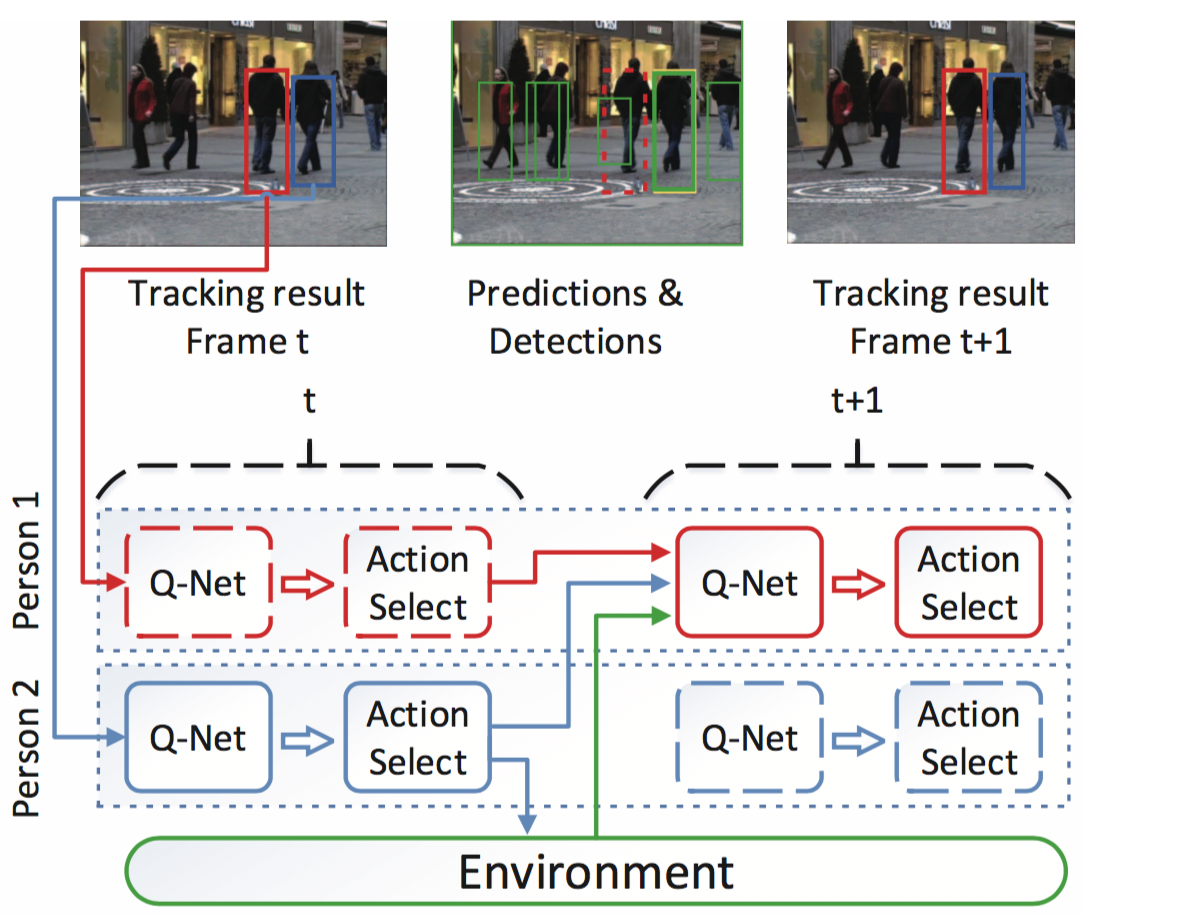 Tracking result
Frame t
Predictions &
Detections
Tracking result
Frame t+1
t
t+1
Person 1
Q-Net
Action
Select
Q-Net
Action
Select
Person 2
Q-Net
Action
Select
Q-Net
Action
Select
Environment